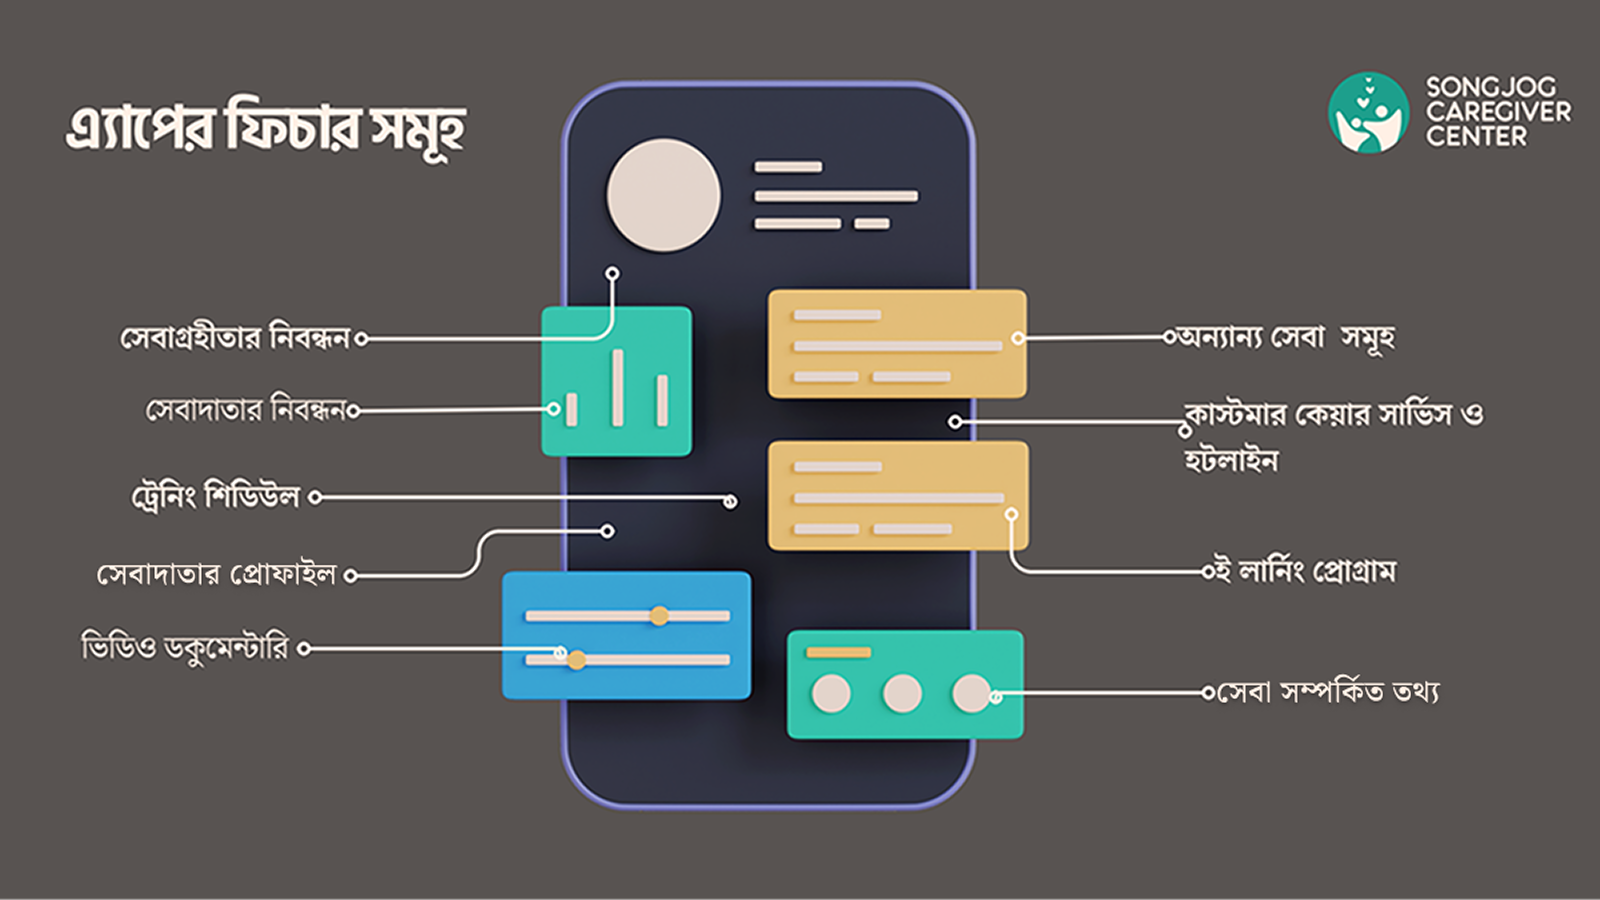 এ্যাপের ফিচার সমূহ
SONGJOG
CAREGIVER
CENTER
সেবাগ্রহীতার নিবন্ধন
সেবাদাতার নিবন্ধন
ট্রেনিং শিডিউল
সেবাদাতার প্রোফাইল
ভিডিও ডকুমেন্টারি
অন্যান্য সেবা সমূহ
কাস্টমার কেয়ার সার্ভিস ও
হটলাইন
ই লার্নিং প্রোগ্রাম
সেবা সম্পর্কিত তথ্য